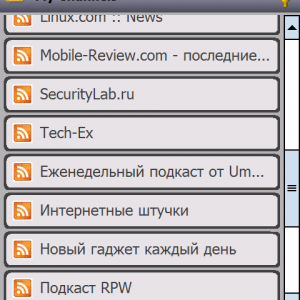 Linux.com :: News
Mobile-Review.com - последние...
SecurityLab.ru
Tech-Ex
Еженедельный подкаст от Um...
Интернетные штучки
Новый гаджет каждый день
Подкаст RPW